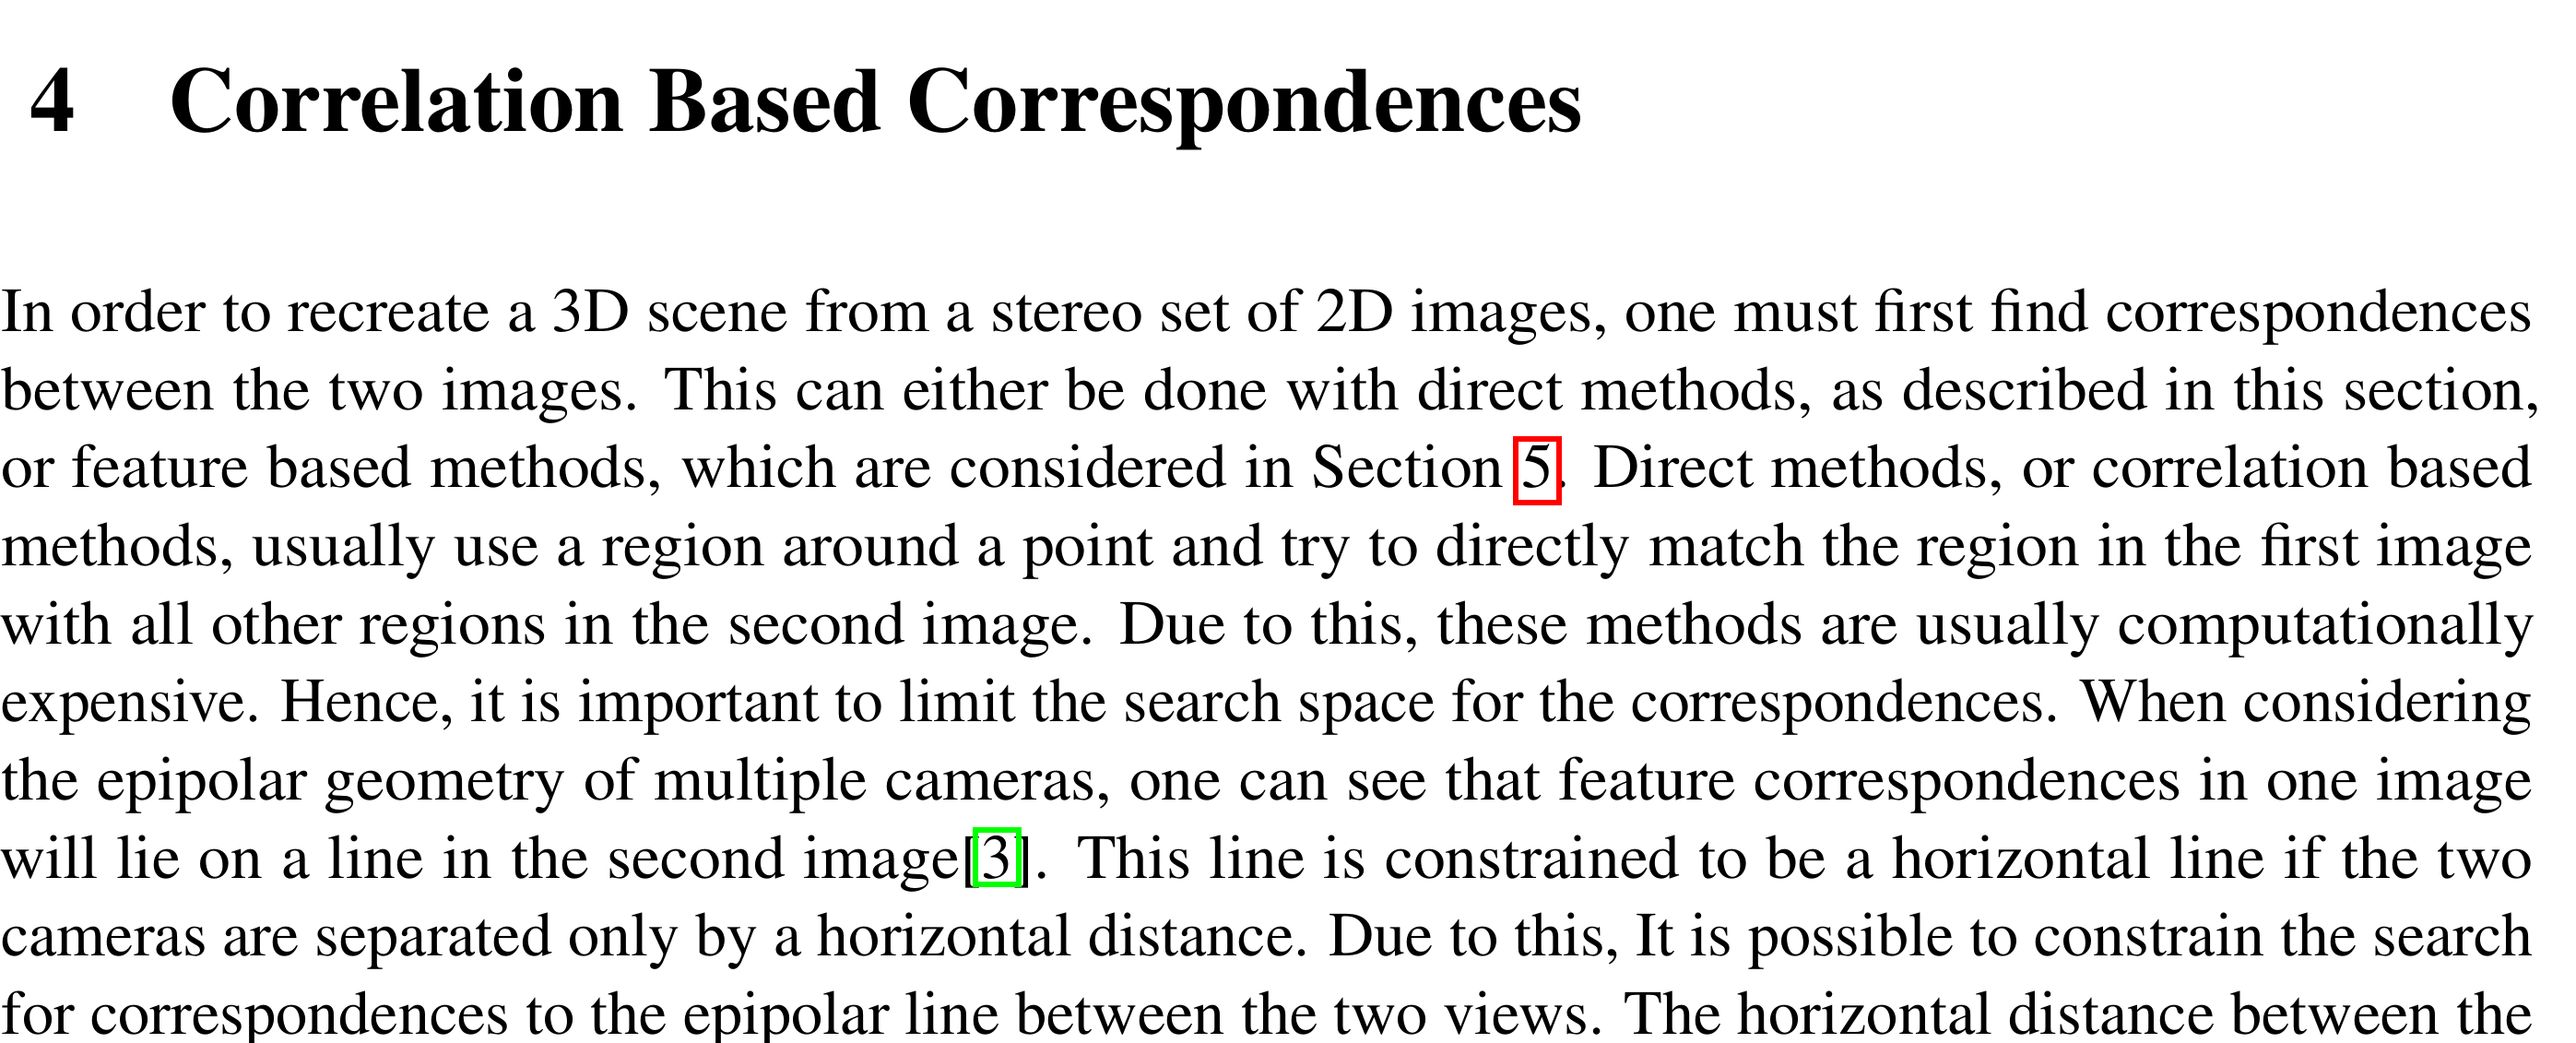 4 Correlation Based Correspondences
In order to recreate a 3D scene from a stereo set of 2D images, one must first find correspondences
between the two images. This can either be done with direct methods, as described in this section,
or feature based methods, which are considered in Section 5. Direct methods, or correlation based
methods, usually use a region around a point and try to directly match the region in the first image
with all other regions in the second image. Due to this, these methods are usually computationally
expensive. Hence, it is important to limit the search space for the correspondences. When considering
the epipolar geometry of multiple cameras, one can see that feature correspondences in one image
will lie on a line in the second image[3]. This line is constrained to be a horizontal line if the two
cameras are separated only by a horizontal distance. Due to this, It is possible to constrain the search
for correspondences to the epipolar line between the two views. The horizontal distance between the